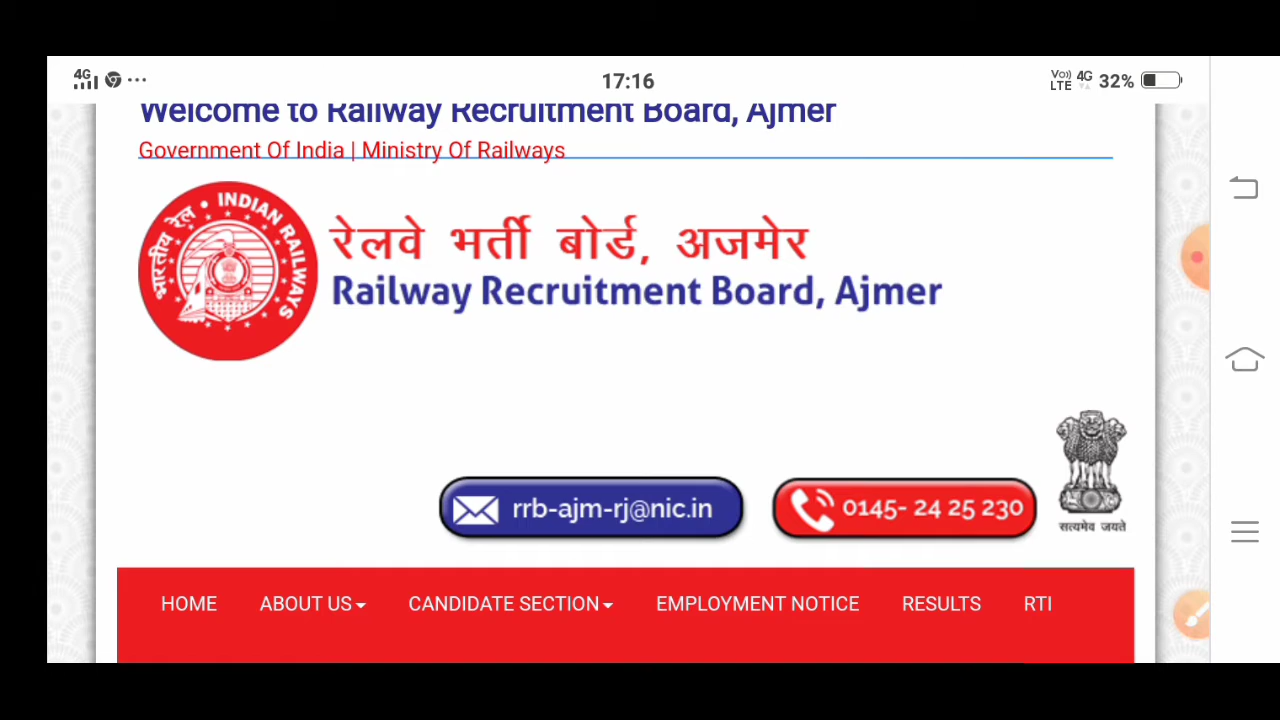 4G ... 17:16 Vo)) LTE 4G 32%
Welcome to Railway Recruitment Board, Ajmer
Government Of India | Ministry Of Railways
भारतीय रेल • INDIAN RAILWAYS
रेलवे भर्ती बोर्ड, अजमेर
Railway Recruitment Board, Ajmer
rrb-ajm-rj@nic.in
0145- 24 25 230
सत्यमेव जयते
HOME ABOUT US CANDIDATE SECTION EMPLOYMENT NOTICE RESULTS RTI